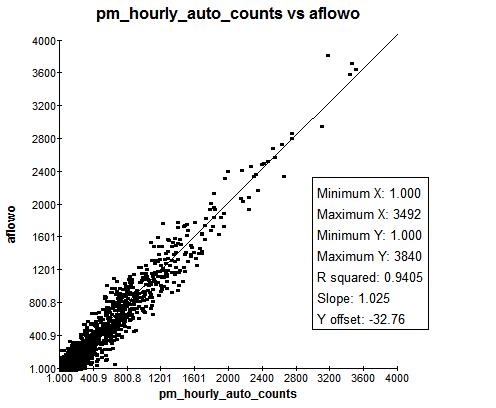 pm_hourly_auto_counts vs aflowo
4000
3600
3200
2800
2400
2000
1601
1201
800.8
400.9
1.000
aflowo
Minimum X: 1.000
Maximum X: 3492
Minimum Y: 1.000
Maximum Y: 3840
R squared: 0.9405
Slope: 1.025
Y offset: -32.76
1.000 400.9 800.8 1201 1601 2000 2400 2800 3200 3600 4000
pm_hourly_auto_counts